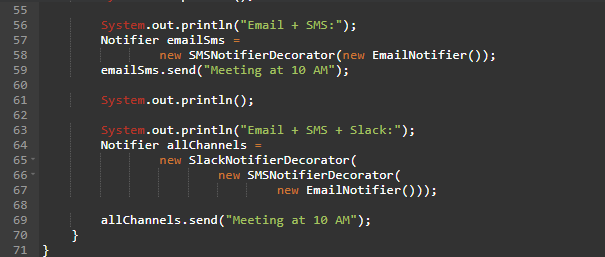 55
56 System.out.println("Email + SMS:");
57 Notifier emailSms =
58 new SMSNotifierDecorator(new EmailNotifier());
59 emailSms.send("Meeting at 10 AM");
60
61 System.out.println();
62
63 System.out.println("Email + SMS + Slack:");
64 Notifier allChannels =
65 new SlackNotifierDecorator(
66 new SMSNotifierDecorator(
67 new EmailNotifier()));
68
69 allChannels.send("Meeting at 10 AM");
70 }
71 }